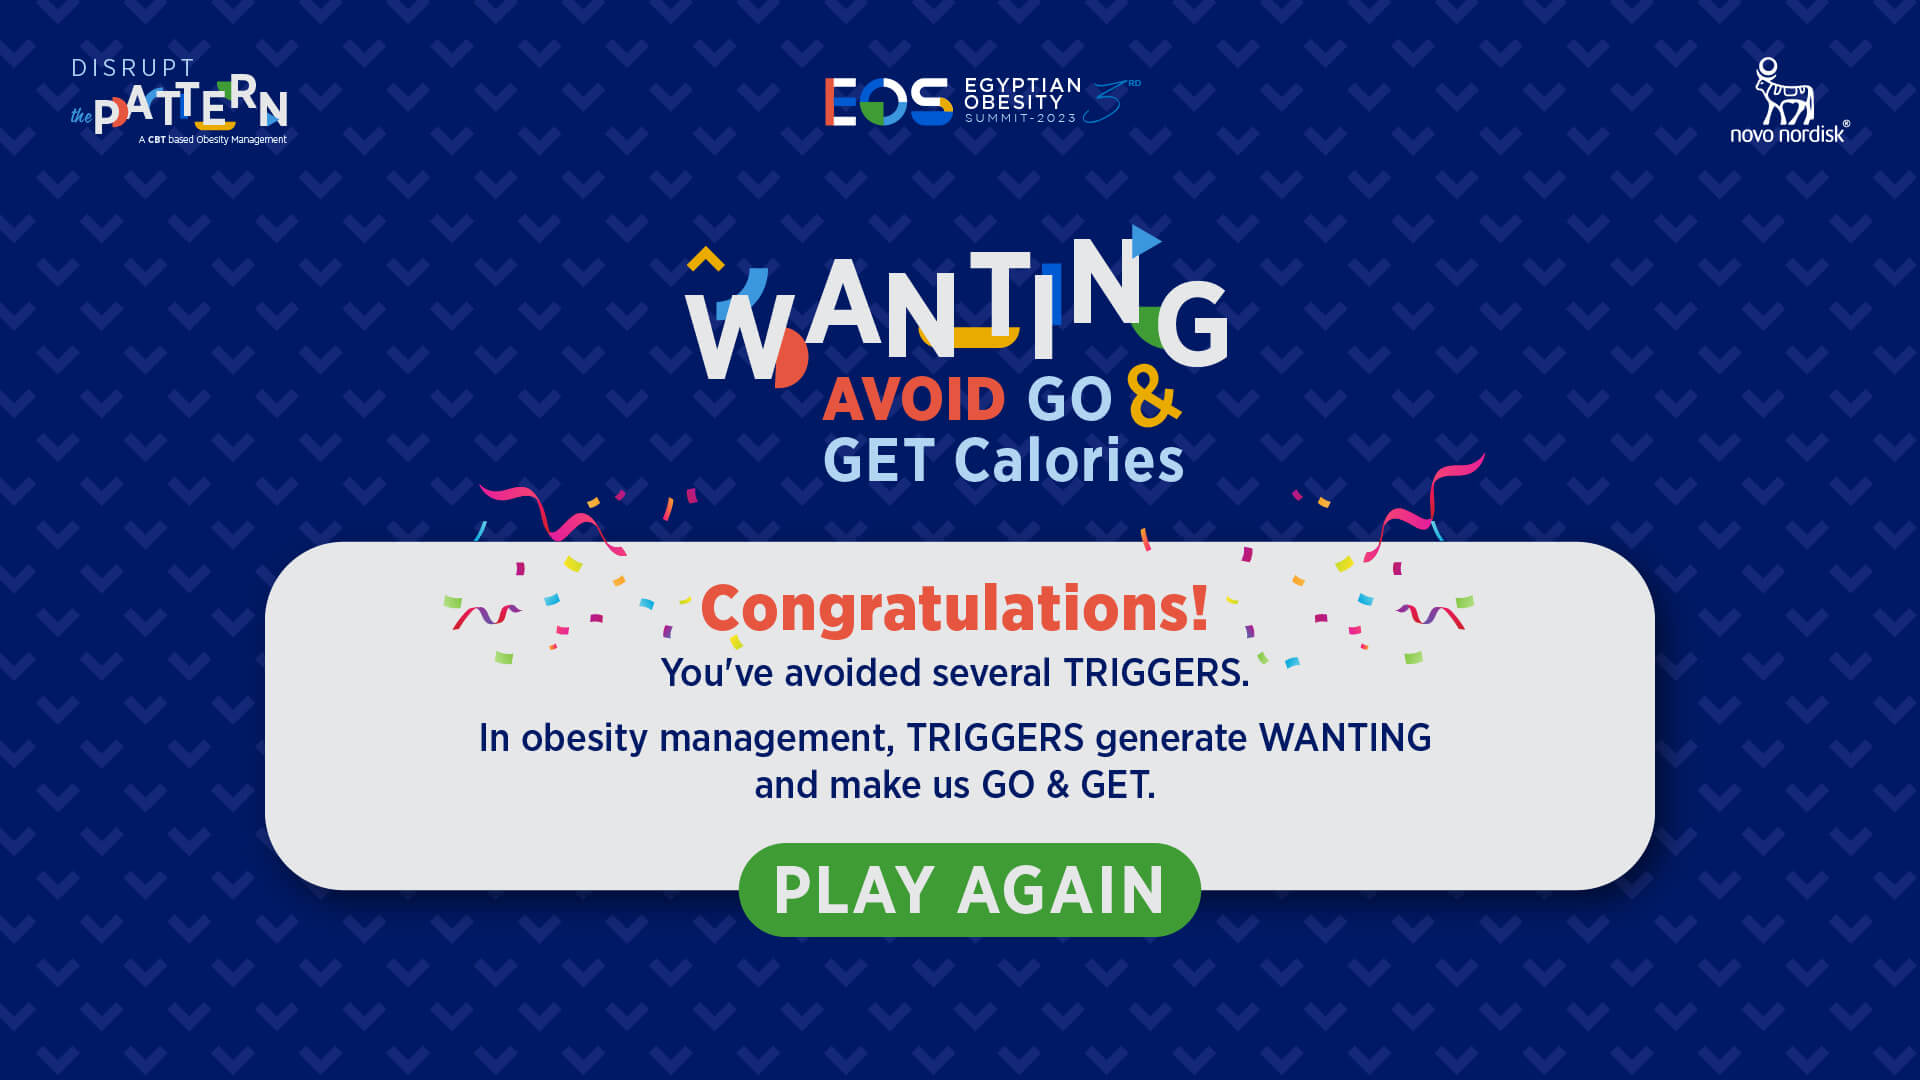 DISRUPT
the PATTERN
A CBT based Obesity Management
EOS EGYPTIAN
OBESITY
SUMMIT-2023
3RD
novo nordisk®
WANTING
AVOID GO &
GET Calories
Congratulations!
You've avoided several TRIGGERS.
In obesity management, TRIGGERS generate WANTING
and make us GO & GET.
PLAY AGAIN